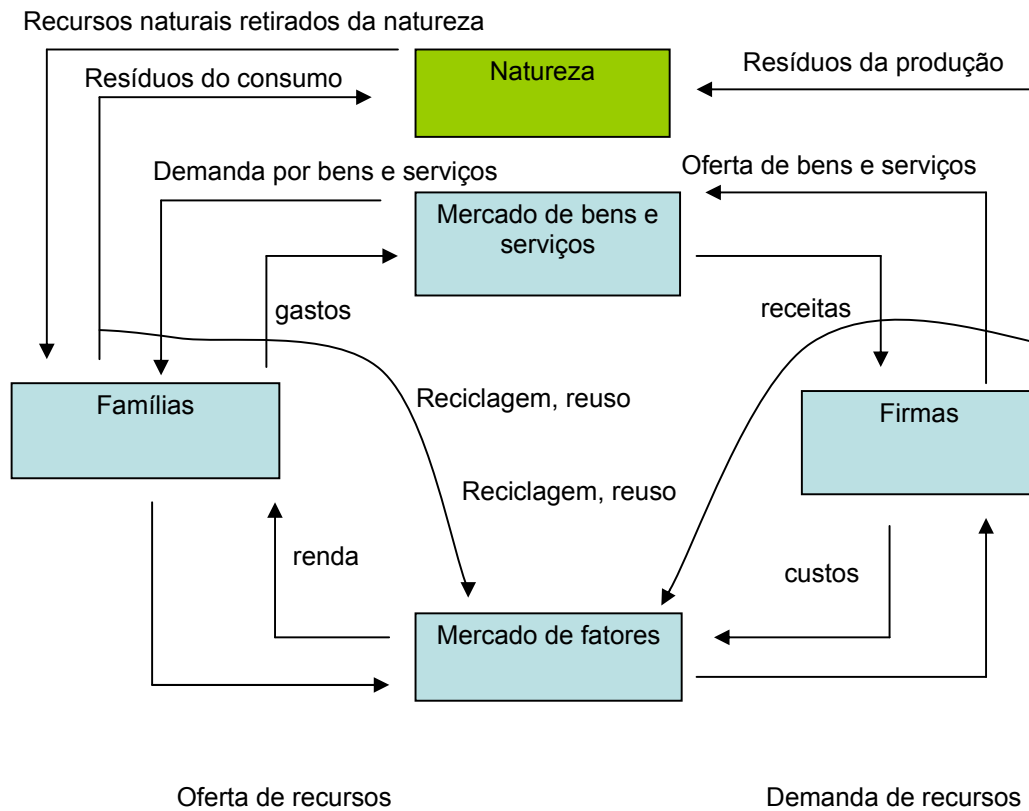 Recursos naturais retirados da natureza
Natureza
Resíduos da produção
Resíduos do consumo
Demanda por bens e serviços
Oferta de bens e serviços
Mercado de bens e
serviços
gastos
receitas
Famílias
Reciclagem, reuso
Firmas
Reciclagem, reuso
renda
custos
Mercado de fatores
Oferta de recursos
Demanda de recursos